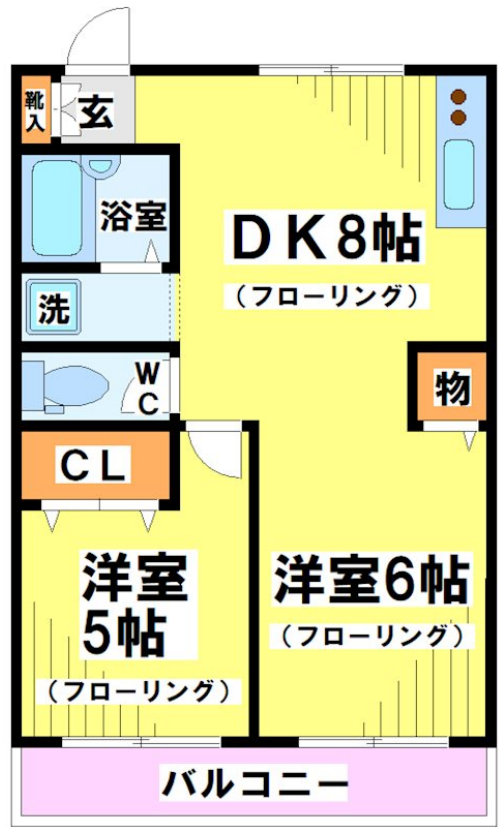 靴
入
玄
浴室
DK8帖
(フローリング)
洗
W
C
物
CL
洋室
5帖
(フローリング)
洋室6帖
(フローリング)
バルコニー